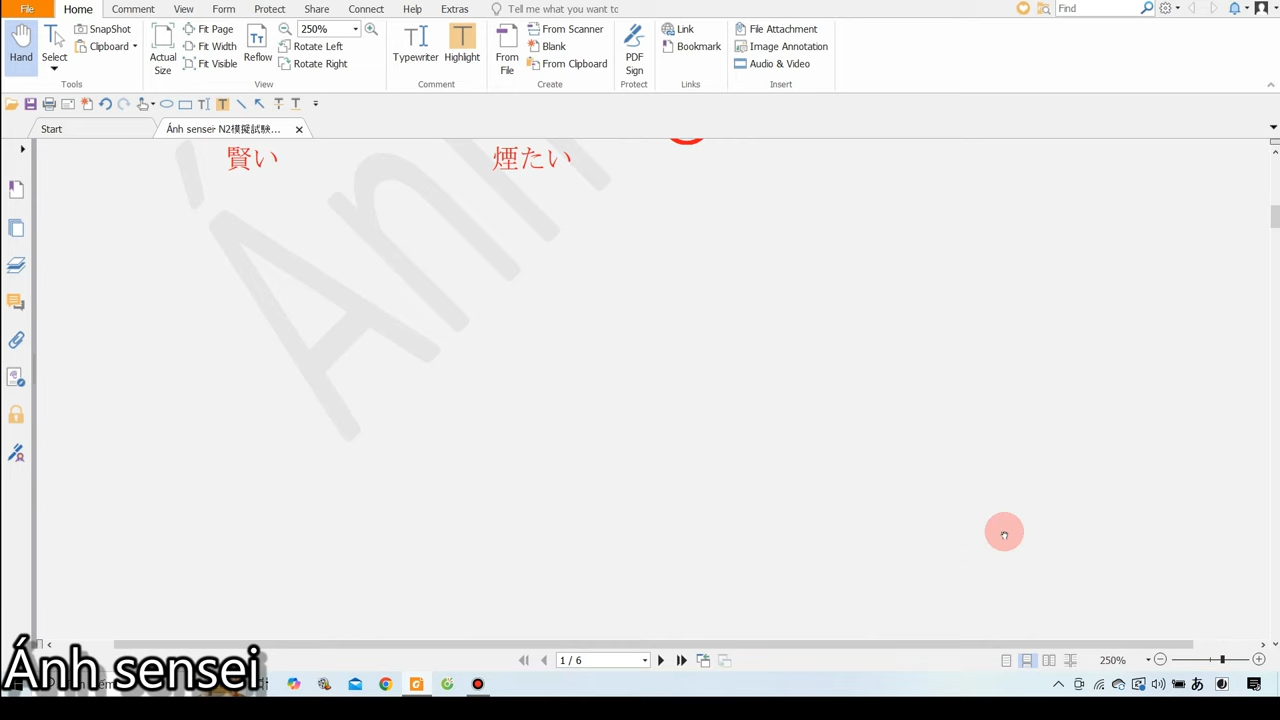 File Home Comment View Form Protect Share Connect Help Extras Tell me what you want tc Find
Hand Select SnapShot Clipboard Actual Size Fit Page Fit Width Fit Visible Reflow 250% Rotate Left Rotate Right Typewriter Highlight From File From Scanner Blank From Clipboard PDF Sign Link Bookmark File Attachment Image Annotation Audio & Video
Tools View Comment Create Protect Links Insert
Start Ánh sensei N2模擬試験...
賢い 煙たい
Án
1 / 6 250%
Ánh sensei
あ